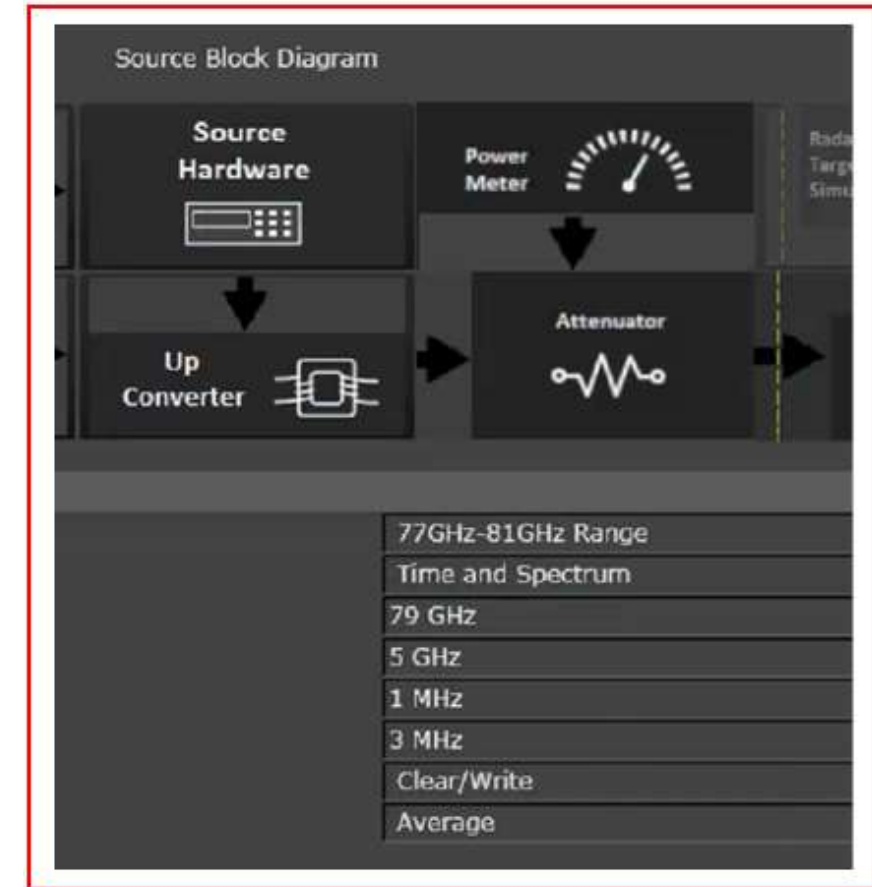 Source Block Diagram
Source
Hardware
Power
Meter
Up
Converter
Attenuator
77GHz-81GHz Range
Time and Spectrum
79 GHz
5 GHz
1 MHz
3 MHz
Clear/Write
Average